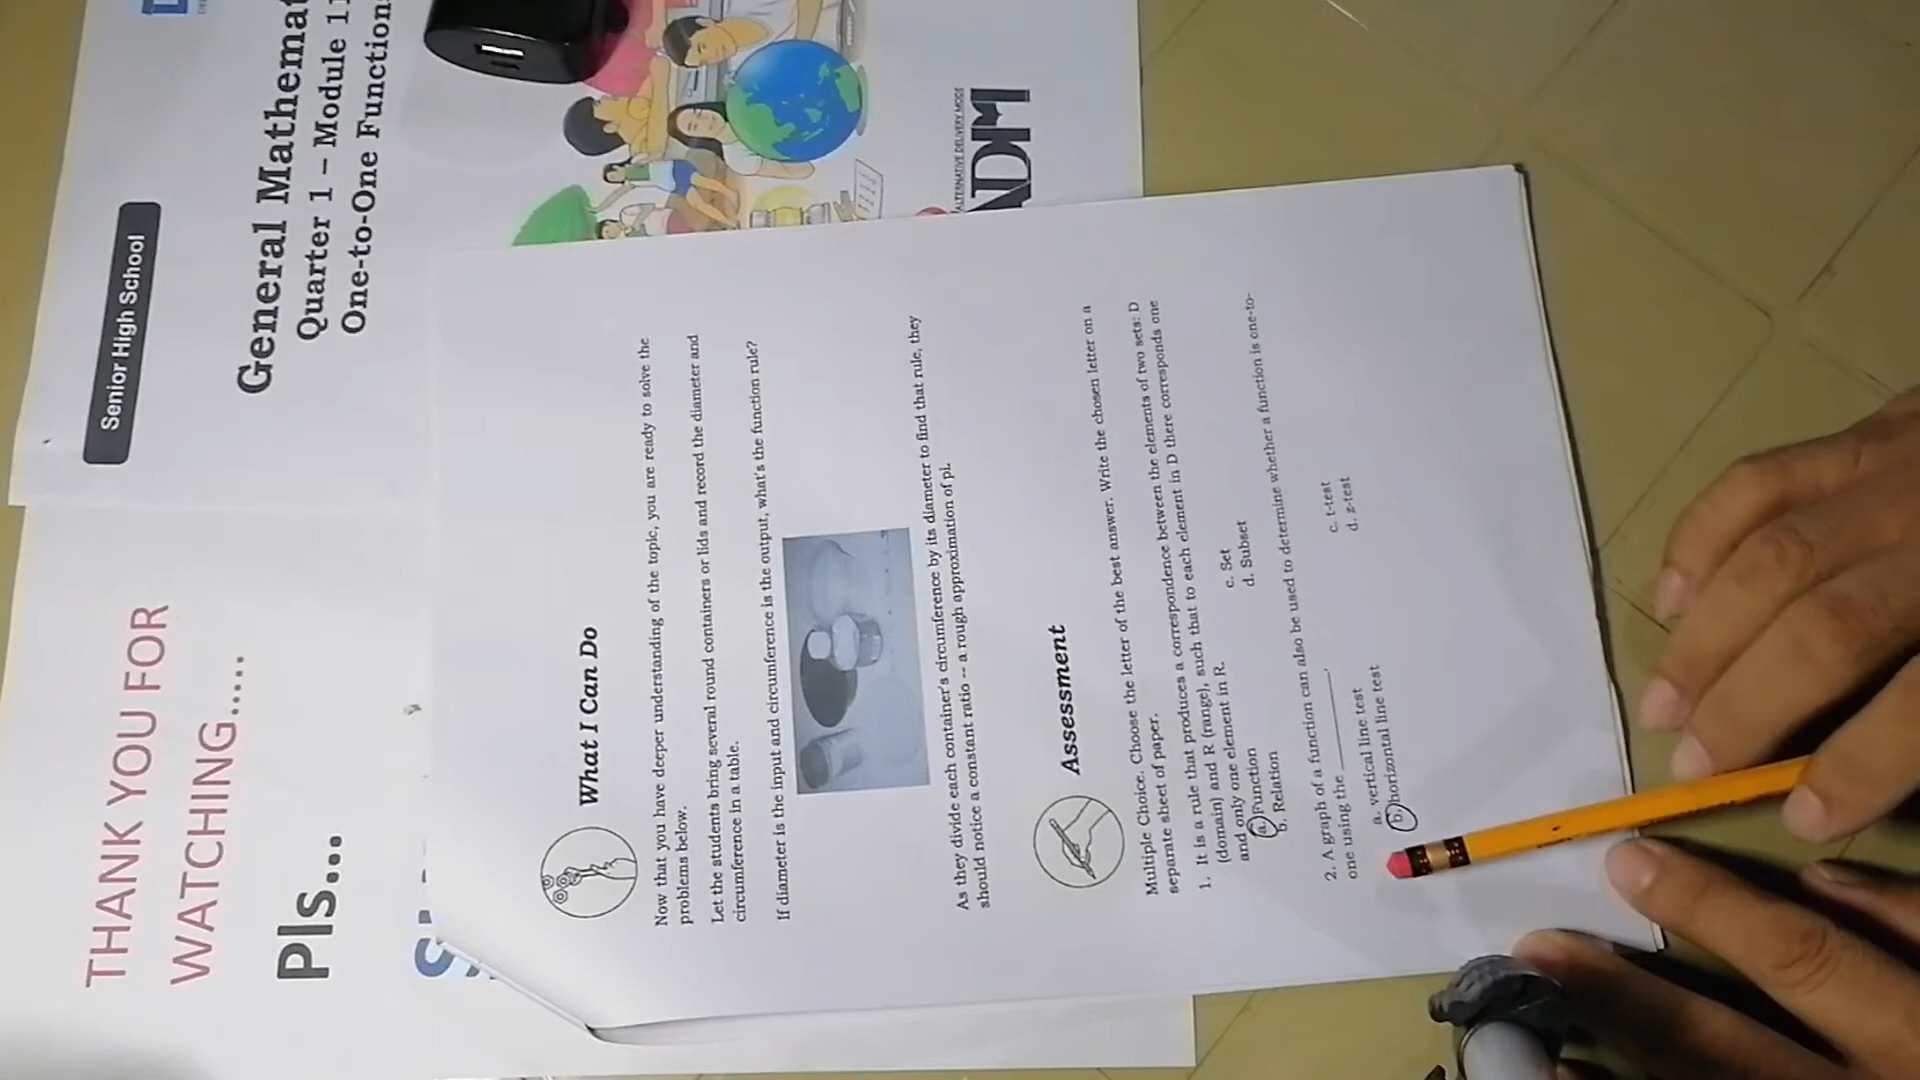 Senior High School
General Mathemat
Quarter 1 – Module 11
One-to-One Function
ALTERNATIVE DELIVERY MODE
ADM
THANK YOU FOR
WATCHING.....
Pls...
What I Can Do
Now that you have deeper understanding of the topic, you are ready to solve the
problems below.
Let the students bring several round containers or lids and record the diameter and
circumference in a table.
If diameter is the input and circumference is the output, what's the function rule?
As they divide each container's circumference by its diameter to find that rule, they
should notice a constant ratio -- a rough approximation of pi.
Assessment
Multiple Choice. Choose the letter of the best answer. Write the chosen letter on a
separate sheet of paper.
1. It is a rule that produces a correspondence between the elements of two sets: D
(domain) and R (range), such that to each element in D there corresponds one
and only one element in R.
a. Function
b. Relation
c. Set
d. Subset
2. A graph of a function can also be used to determine whether a function is one-to-
one using the ________.
a. vertical line test
b. horizontal line test
c. t-test
d. z-test